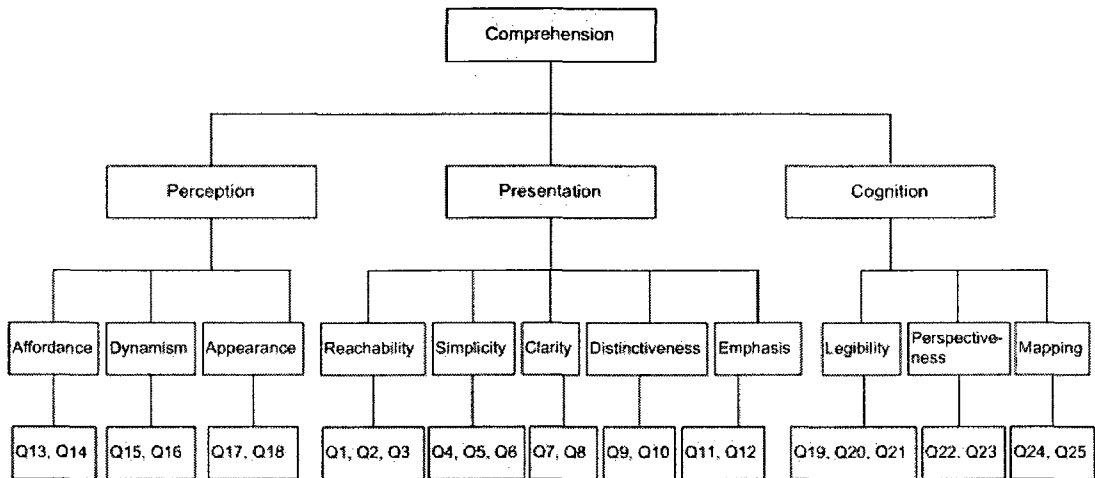 Comprehension
Perception
Presentation
Cognition
Affordance
Dynamism
Appearance
Reachability
Simplicity
Clarity
Distinctiveness
Emphasis
Legibility
Perspective-
ness
Mapping
Q13, Q14
Q15, Q16
Q17, Q18
Q1, Q2, Q3
Q4, Q5, Q6
Q7, Q8
Q9, Q10
Q11, Q12
Q19, Q20, Q21
Q22, Q23
Q24, Q25